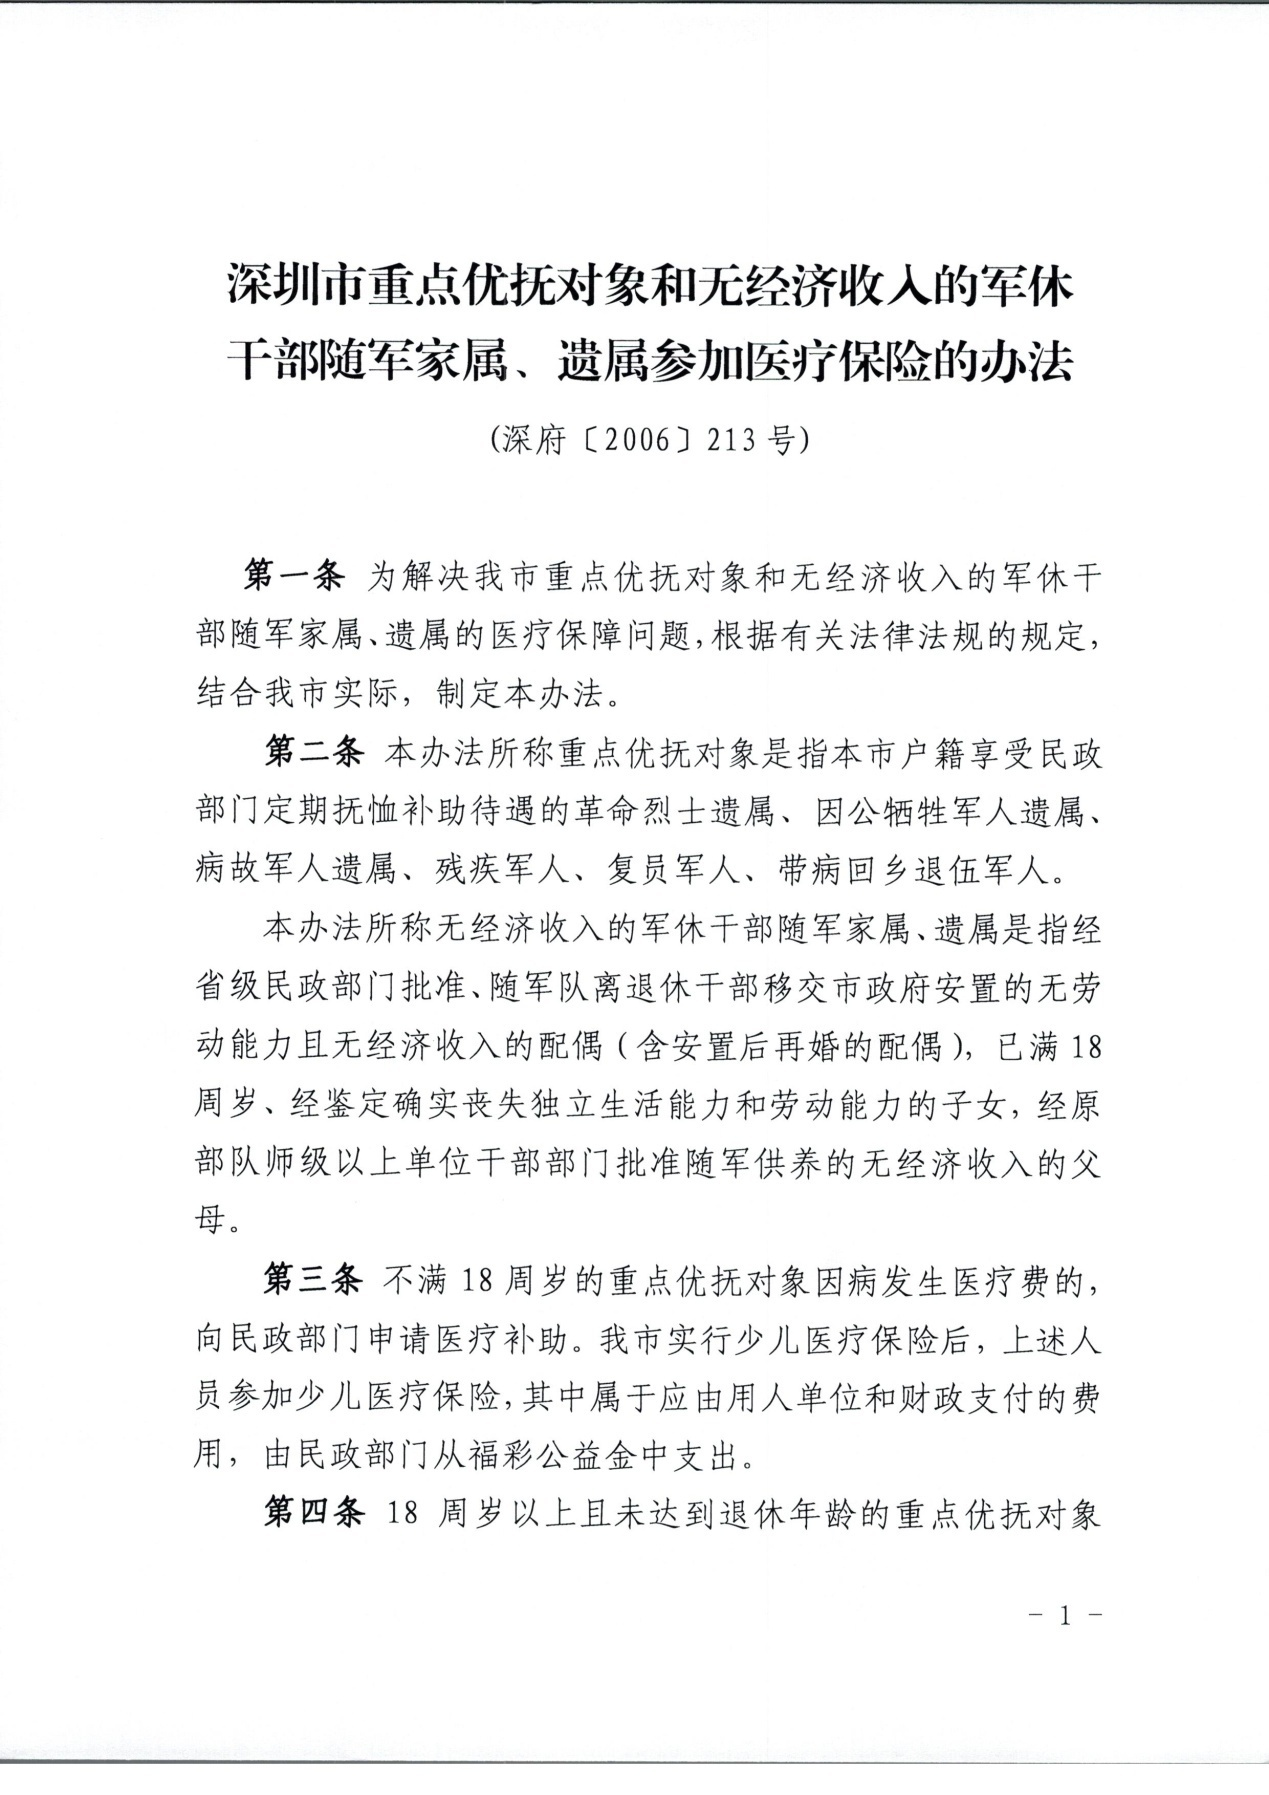 深圳市重点优抚对象和无经济收入的军休
干部随军家属、遗属参加医疗保险的办法
(深府〔2006〕213号)
第一条 为解决我市重点优抚对象和无经济收入的军休干
部随军家属、遗属的医疗保障问题,根据有关法律法规的规定,
结合我市实际，制定本办法。
第二条 本办法所称重点优抚对象是指本市户籍享受民政
部门定期抚恤补助待遇的革命烈士遗属、因公牺牲军人遗属、
病故军人遗属、残疾军人、复员军人、带病回乡退伍军人。
本办法所称无经济收入的军休干部随军家属、遗属是指经
省级民政部门批准、随军队离退休干部移交市政府安置的无劳
动能力且无经济收入的配偶(含安置后再婚的配偶)，已满18
周岁、经鉴定确实丧失独立生活能力和劳动能力的子女，经原
部队师级以上单位干部部门批准随军供养的无经济收入的父
母。
第三条 不满18周岁的重点优抚对象因病发生医疗费的，
向民政部门申请医疗补助。我市实行少儿医疗保险后，上述人
员参加少儿医疗保险,其中属于应由用人单位和财政支付的费
用，由民政部门从福彩公益金中支出。
第四条 18 周岁以上且未达到退休年龄的重点优抚对象
- 1 -